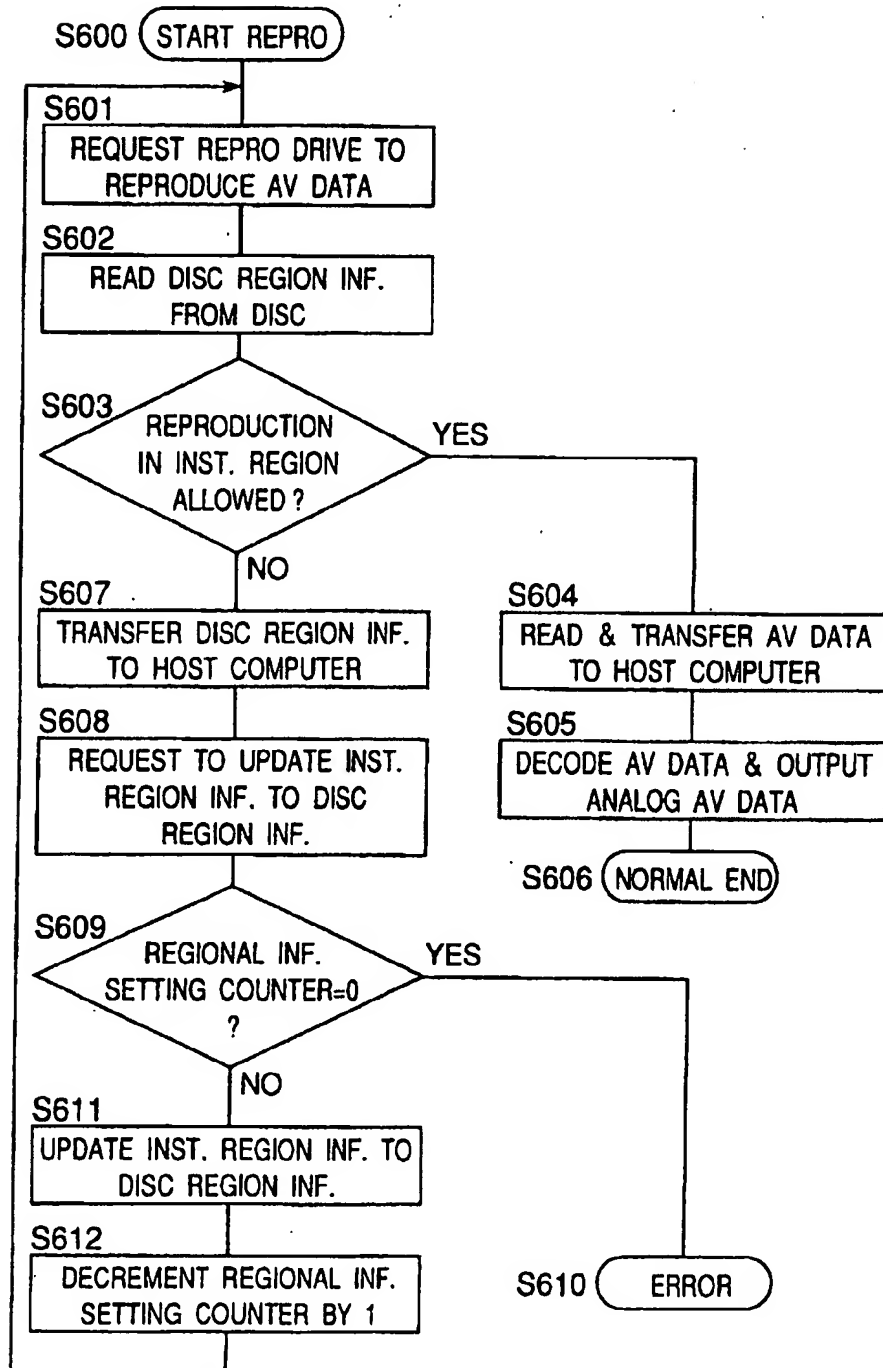 S600 START REPRO
S601
REQUEST REPRO DRIVE TO
REPRODUCE AV DATA
S602
READ DISC REGION INF.
FROM DISC
S603
REPRODUCTION
IN INST. REGION
ALLOWED ?
YES
NO
S607
TRANSFER DISC REGION INF.
TO HOST COMPUTER
S604
READ & TRANSFER AV DATA
TO HOST COMPUTER
S608
REQUEST TO UPDATE INST.
REGION INF. TO DISC
REGION INF.
S605
DECODE AV DATA & OUTPUT
ANALOG AV DATA
S606 NORMAL END
S609
REGIONAL INF.
SETTING COUNTER=0
?
YES
NO
S611
UPDATE INST. REGION INF. TO
DISC REGION INF.
S612
DECREMENT REGIONAL INF.
SETTING COUNTER BY 1
S610 ERROR